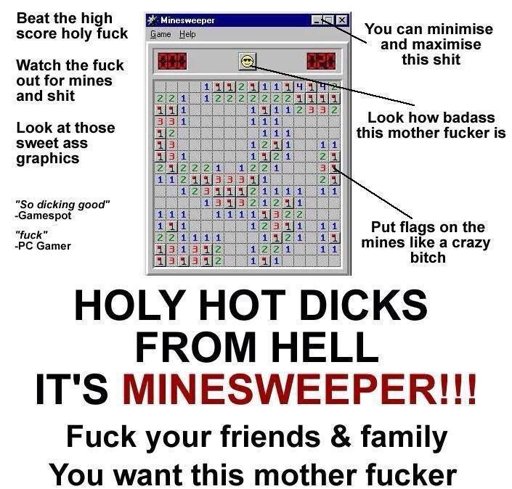 Beat the high
score holy fuck
Watch the fuck
out for mines
and shit
Look at those
sweet ass
graphics
"So dicking good"
-Gamespot
"fuck"
-PC Gamer
Minesweeper
Game Help
You can minimise
and maximise
this shit
Look how badass
this mother fucker is
Put flags on the
mines like a crazy
bitch
HOLY HOT DICKS
FROM HELL
IT'S MINESWEEPER!!!
Fuck your friends & family
You want this mother fucker